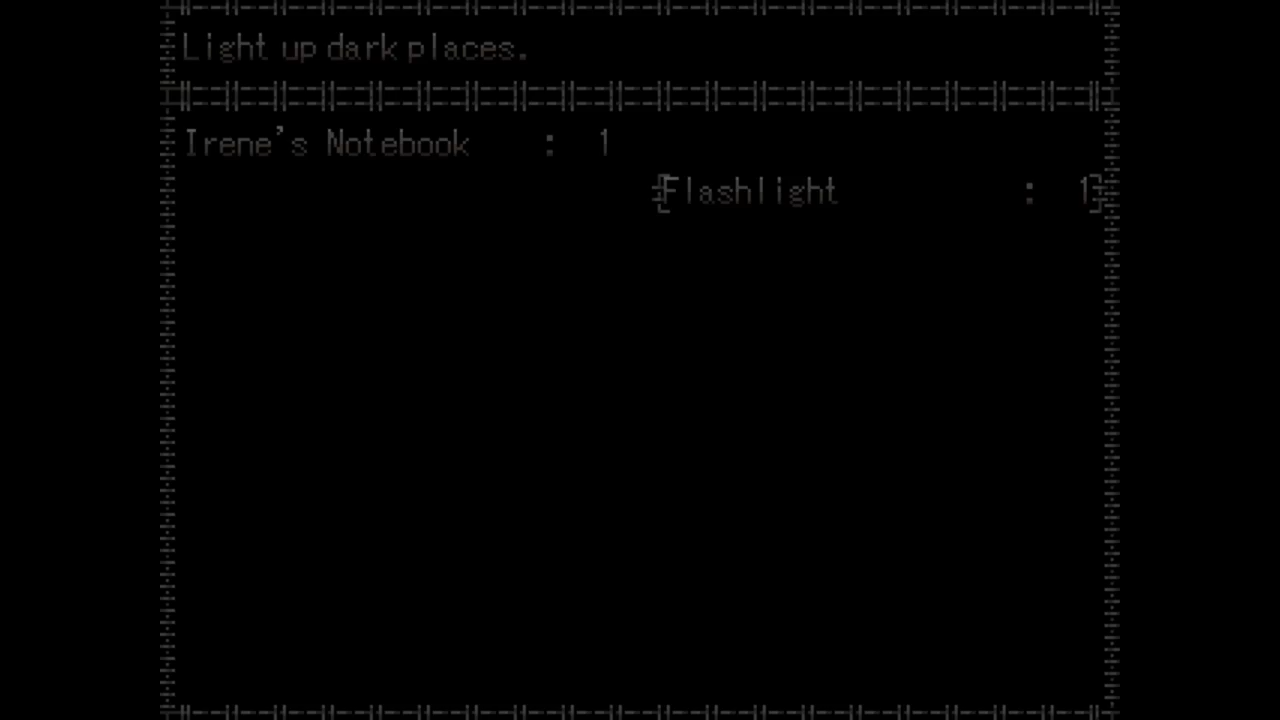 Light up dark places.
Irene's Notebook : 1
Flashlight : 1